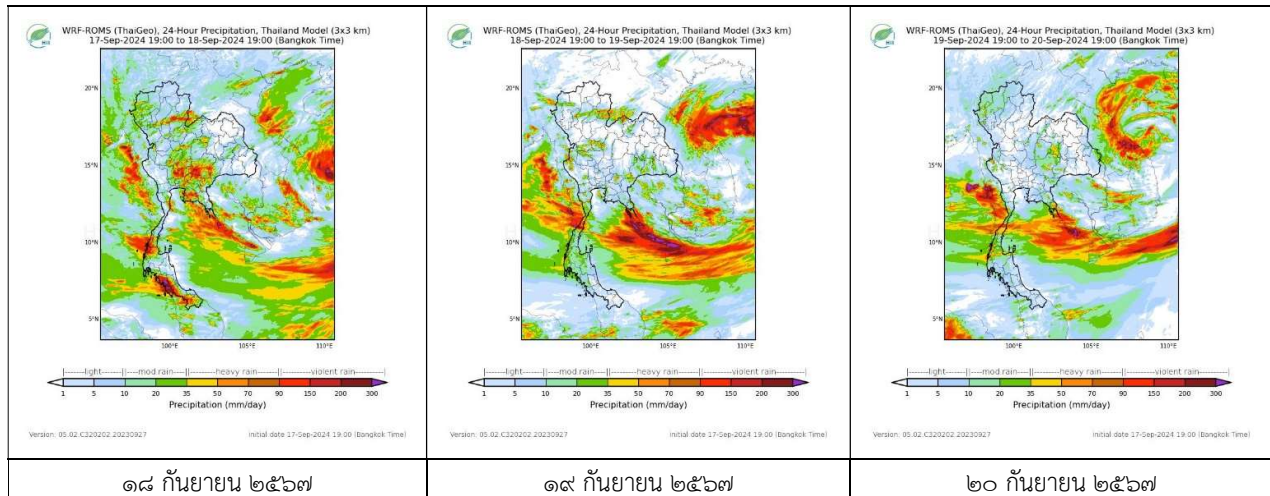 WRF-ROMS (ThaiGeo), 24-Hour Precipitation, Thailand Model (3x3 km)
17-Sep-2024 19:00 to 18-Sep-2024 19:00 (Bangkok Time)
20°N
15°N
10°N
5°N
100°E 105°E 110°E
|--------light-------||----mod rain----||---------heavy rain---------||----------violent rain--------|
1 5 10 20 35 50 70 90 150 200 300
Precipitation (mm/day)
Version: 05.02.C320202.20230927 Initial date 17-Sep-2024 19:00 (Bangkok Time)
๑๘ กันยายน ๒๕๖๗
WRF-ROMS (ThaiGeo), 24-Hour Precipitation, Thailand Model (3x3 km)
18-Sep-2024 19:00 to 19-Sep-2024 19:00 (Bangkok Time)
20°N
15°N
10°N
5°N
100°E 105°E 110°E
|--------light-------||----mod rain----||---------heavy rain---------||----------violent rain--------|
1 5 10 20 35 50 70 90 150 200 300
Precipitation (mm/day)
Version: 05.02.C320202.20230927 Initial date 17-Sep-2024 19:00 (Bangkok Time)
๑๙ กันยายน ๒๕๖๗
WRF-ROMS (ThaiGeo), 24-Hour Precipitation, Thailand Model (3x3 km)
19-Sep-2024 19:00 to 20-Sep-2024 19:00 (Bangkok Time)
20°N
15°N
10°N
5°N
100°E 105°E 110°E
|--------light-------||----mod rain----||---------heavy rain---------||----------violent rain--------|
1 5 10 20 35 50 70 90 150 200 300
Precipitation (mm/day)
Version: 05.02.C320202.20230927 Initial date 17-Sep-2024 19:00 (Bangkok Time)
๒๐ กันยายน ๒๕๖๗